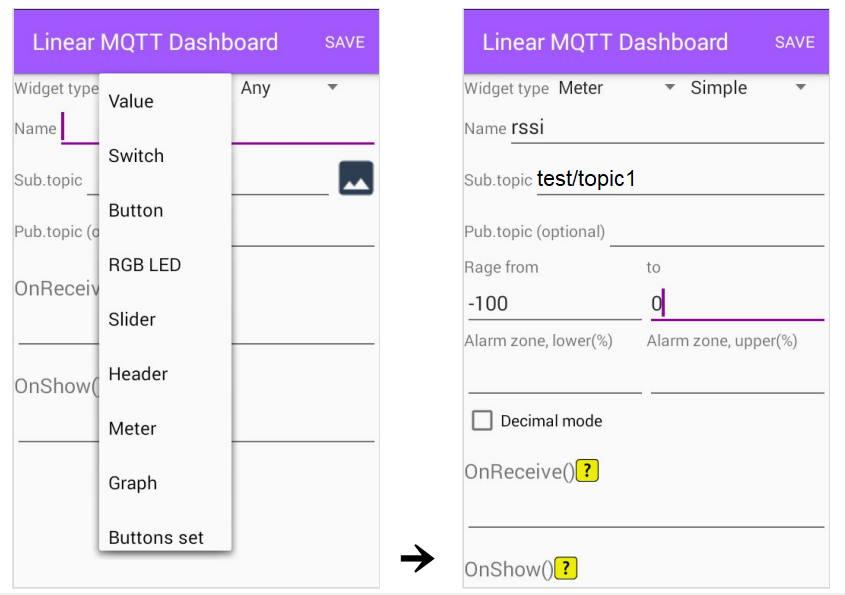 Linear MQTT Dashboard SAVE
Widget type Any
Value
Name
Switch
Sub.topic
Button
Pub.topic (o
RGB LED
OnReceiv
Slider
Header
OnShow(
Meter
Graph
Buttons set
Linear MQTT Dashboard SAVE
Widget type Meter Simple
Name rssi
Sub.topic test/topic1
Pub.topic (optional)
Rage from to
-100 0
Alarm zone, lower(%) Alarm zone, upper(%)
Decimal mode
OnReceive() ?
OnShow() ?